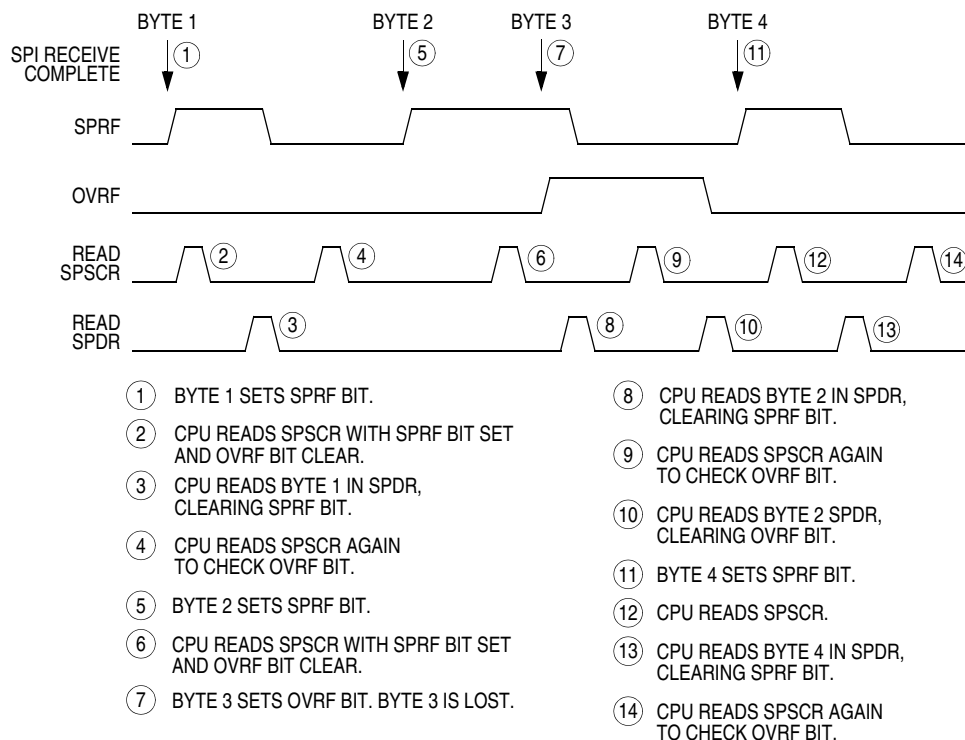 BYTE 1 BYTE 2 BYTE 3 BYTE 4
SPI RECEIVE
COMPLETE
1 5 7 11
SPRF
OVRF
READ
SPSCR
2 4 6 9 12 14
READ
SPDR
3 8 10 13
1 BYTE 1 SETS SPRF BIT.
2 CPU READS SPSCR WITH SPRF BIT SET
AND OVRF BIT CLEAR.
3 CPU READS BYTE 1 IN SPDR,
CLEARING SPRF BIT.
4 CPU READS SPSCR AGAIN
TO CHECK OVRF BIT.
5 BYTE 2 SETS SPRF BIT.
6 CPU READS SPSCR WITH SPRF BIT SET
AND OVRF BIT CLEAR.
7 BYTE 3 SETS OVRF BIT. BYTE 3 IS LOST.
8 CPU READS BYTE 2 IN SPDR,
CLEARING SPRF BIT.
9 CPU READS SPSCR AGAIN
TO CHECK OVRF BIT.
10 CPU READS BYTE 2 SPDR,
CLEARING OVRF BIT.
11 BYTE 4 SETS SPRF BIT.
12 CPU READS SPSCR.
13 CPU READS BYTE 4 IN SPDR,
CLEARING SPRF BIT.
14 CPU READS SPSCR AGAIN
TO CHECK OVRF BIT.